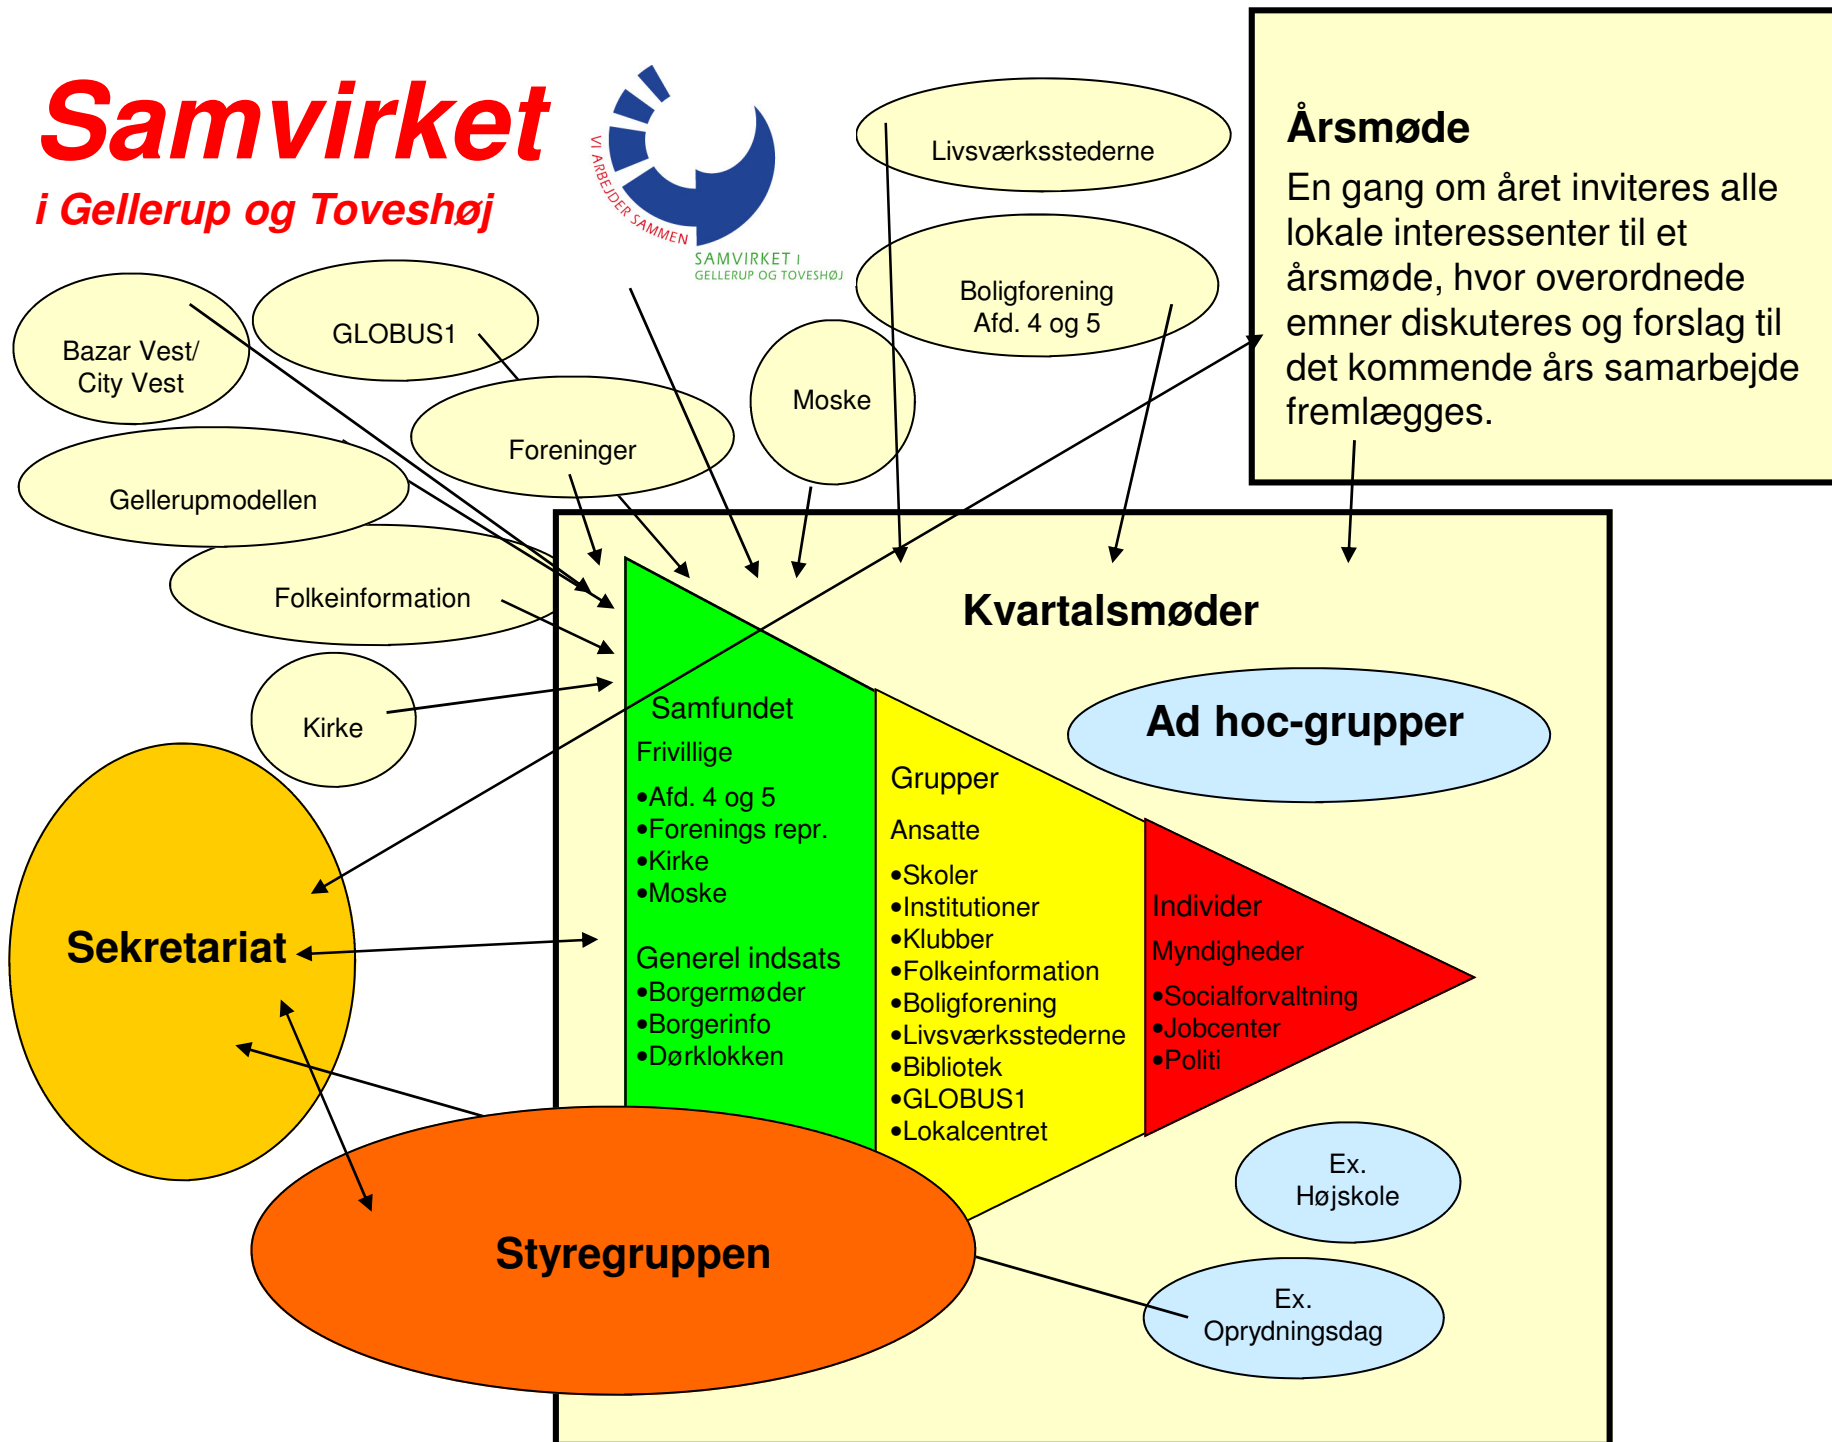 Samvirket
i Gellerup og Toveshøj
VI ARBEJDER SAMMEN
SAMVIRKET I
GELLERUP OG TOVESHØJ
Livsværksstederne
Boligforening
Afd. 4 og 5
Årsmøde
En gang om året inviteres alle
lokale interessenter til et
årsmøde, hvor overordnede
emner diskuteres og forslag til
det kommende års samarbejde
fremlægges.
Bazar Vest/
City Vest
GLOBUS1
Foreninger
Moske
Gellerupmodellen
Folkeinformation
Kirke
Kvartalsmøder
Ad hoc-grupper
Samfundet
Frivillige
•Afd. 4 og 5
•Forenings repr.
•Kirke
•Moske
Generel indsats
•Borgermøder
•Borgerinfo
•Dørklokken
Grupper
Ansatte
•Skoler
•Institutioner
•Klubber
•Folkeinformation
•Boligforening
•Livsværksstederne
•Bibliotek
•GLOBUS1
•Lokalcentret
Individer
Myndigheder
•Socialforvaltning
•Jobcenter
•Politi
Sekretariat
Styregruppen
Ex.
Højskole
Ex.
Oprydningsdag